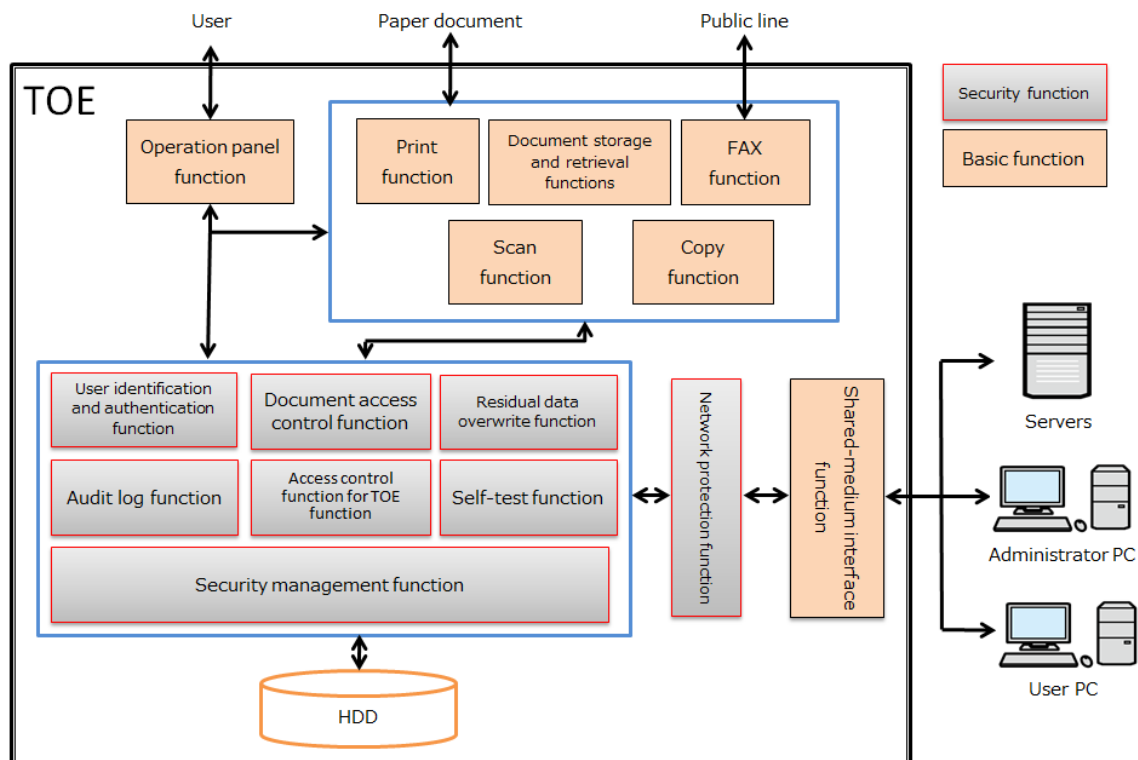 User
Paper document
Public line
TOE
Security function
Basic function
Operation panel
function
Print
function
Document storage
and retrieval
functions
FAX
function
Scan
function
Copy
function
User identification
and authentication
function
Document access
control function
Residual data
overwrite function
Audit log function
Access control
function for TOE
function
Self-test function
Security management function
Network protection function
Shared-medium interface
function
Servers
Administrator PC
User PC
HDD